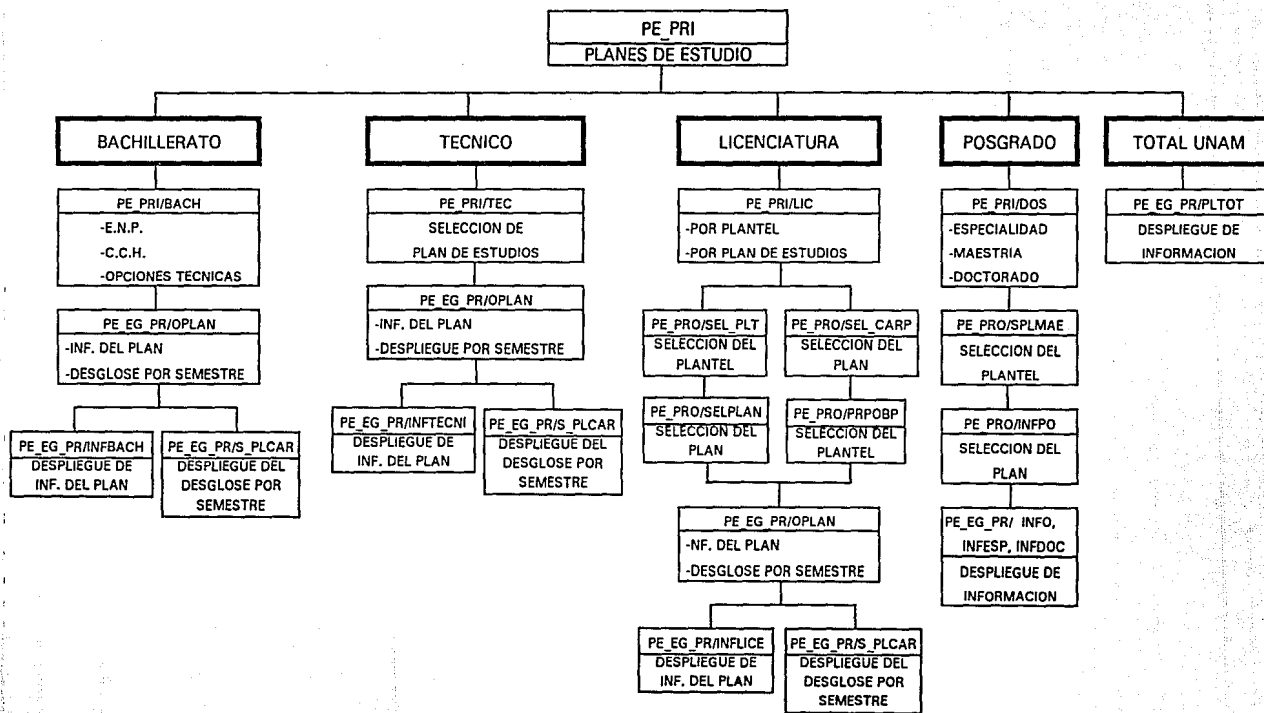 PE_PRI
PLANES DE ESTUDIO
BACHILLERATO
TECNICO
LICENCIATURA
POSGRADO
TOTAL UNAM
PE_PRI/BACH
-E.N.P.
-C.C.H.
-OPCIONES TECNICAS
PE_EG_PR/OPLAN
-INF. DEL PLAN
-DESGLOSE POR SEMESTRE
PE_EG_PR/INFBACH
DESPLIEGUE DE
INF. DEL PLAN
PE_EG_PR/S_PLCAR
DESPLIEGUE DEL
DESGLOSE POR
SEMESTRE
PE_PRI/TEC
SELECCION DE
PLAN DE ESTUDIOS
PE_EG_PR/OPLAN
-INF. DEL PLAN
-DESPLIEGUE POR SEMESTRE
PE_EG_PR/INFTECNI
DESPLIEGUE DE
INF. DEL PLAN
PE_EG_PR/S_PLCAR
DESPLIEGUE DEL
DESGLOSE POR
SEMESTRE
PE_PRI/LIC
-POR PLANTEL
-POR PLAN DE ESTUDIOS
PE_PRO/SEL_PLT
SELECCION DEL
PLANTEL
PE_PRO/SEL_CARP
SELECCION DEL
PLAN
PE_PRO/SELPLAN
SELECCION DEL
PLAN
PE_PRO/PRPOBP
SELECCION DEL
PLANTEL
PE_EG_PR/OPLAN
-NF. DEL PLAN
-DESGLOSE POR SEMESTRE
PE_EG_PR/INFLICE
DESPLIEGUE DE
INF. DEL PLAN
PE_EG_PR/S_PLCAR
DESPLIEGUE DEL
DESGLOSE POR
SEMESTRE
PE_PRI/DOS
-ESPECIALIDAD
-MAESTRIA
-DOCTORADO
PE_PRO/SPLMAE
SELECCION DEL
PLANTEL
PE_PRO/INFPO
SELECCION DEL
PLAN
PE_EG_PR/ INFO,
INFESP, INFDOC
DESPLIEGUE DE
INFORMACION
PE_EG_PR/PLTOT
DESPLIEGUE DE
INFORMACION